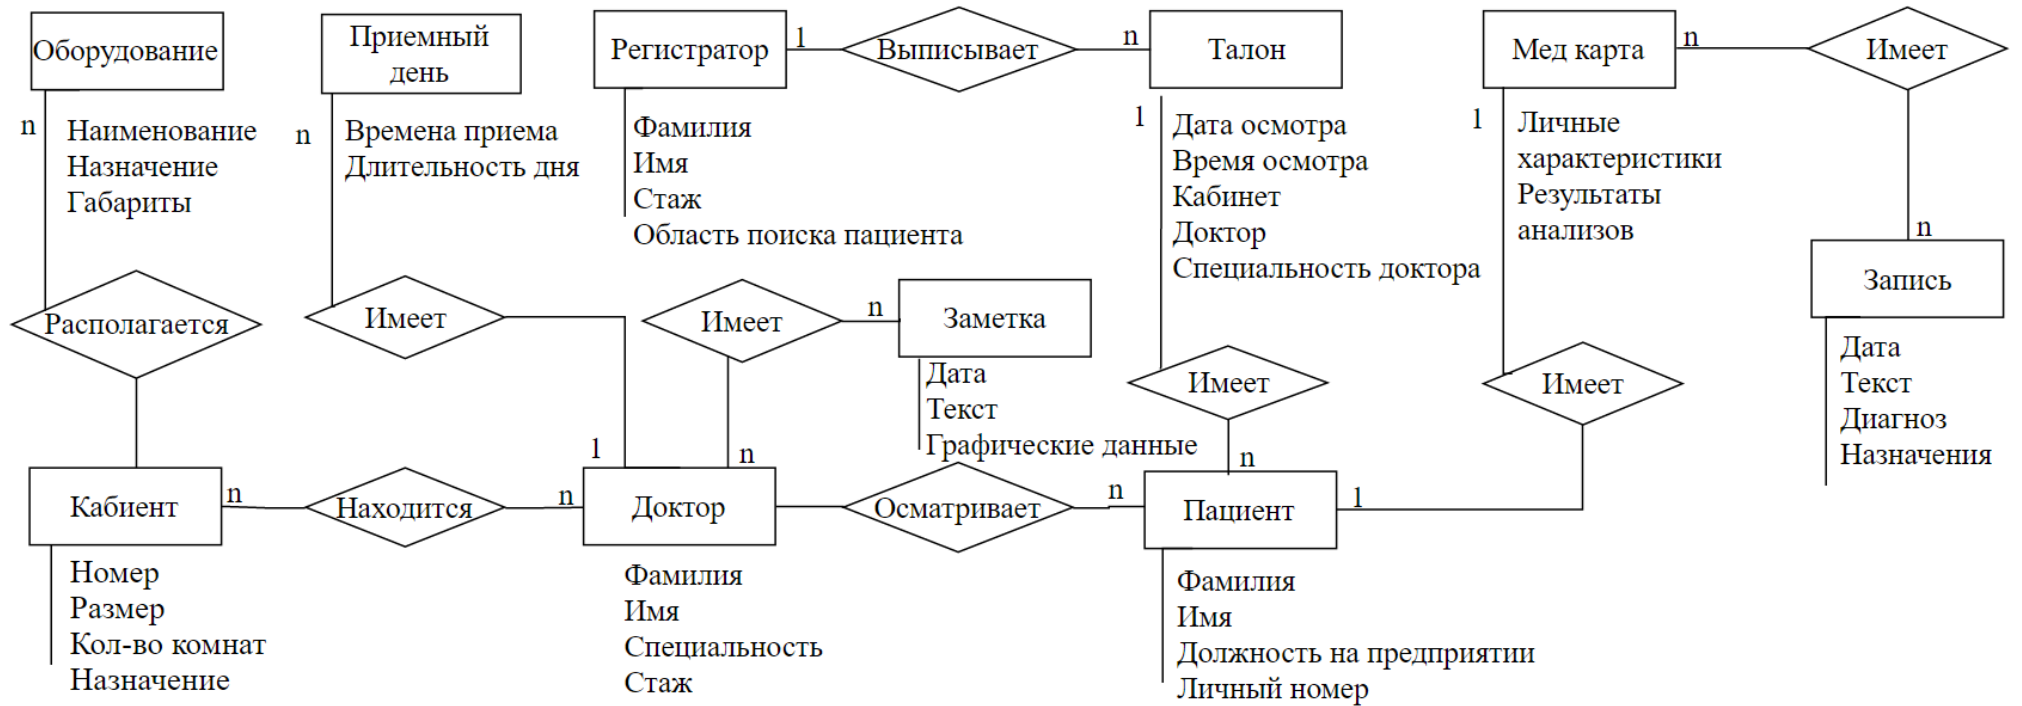 Оборудование
Приемный
день
Регистратор
1
Выписывает
n
Талон
Мед карта
n
Имеет
n
Наименование
Назначение
Габариты
n
Времена приема
Длительность дня
Фамилия
Имя
Стаж
Область поиска пациента
1
Дата осмотра
Время осмотра
Кабинет
Доктор
Специальность доктора
1
Личные
характеристики
Результаты
анализов
n
Запись
Дата
Текст
Диагноз
Назначения
Располагается
Имеет
Имеет
n
Заметка
Дата
Текст
Графические данные
Имеет
Имеет
1
n
n
Кабиент
n
Находится
n
Доктор
Осматривает
n
Пациент
1
Номер
Размер
Кол-во комнат
Назначение
Фамилия
Имя
Специальность
Стаж
Фамилия
Имя
Должность на предприятии
Личный номер